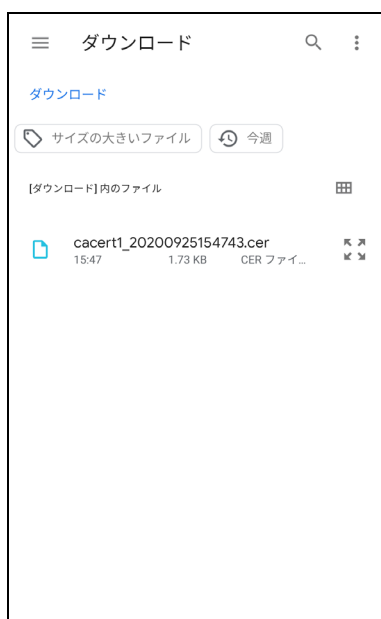 ダウンロード
ダウンロード
サイズの大きいファイル 今週
[ダウンロード] 内のファイル
cacert1_20200925154743.cer
15:47 1.73 KB CER ファイ...